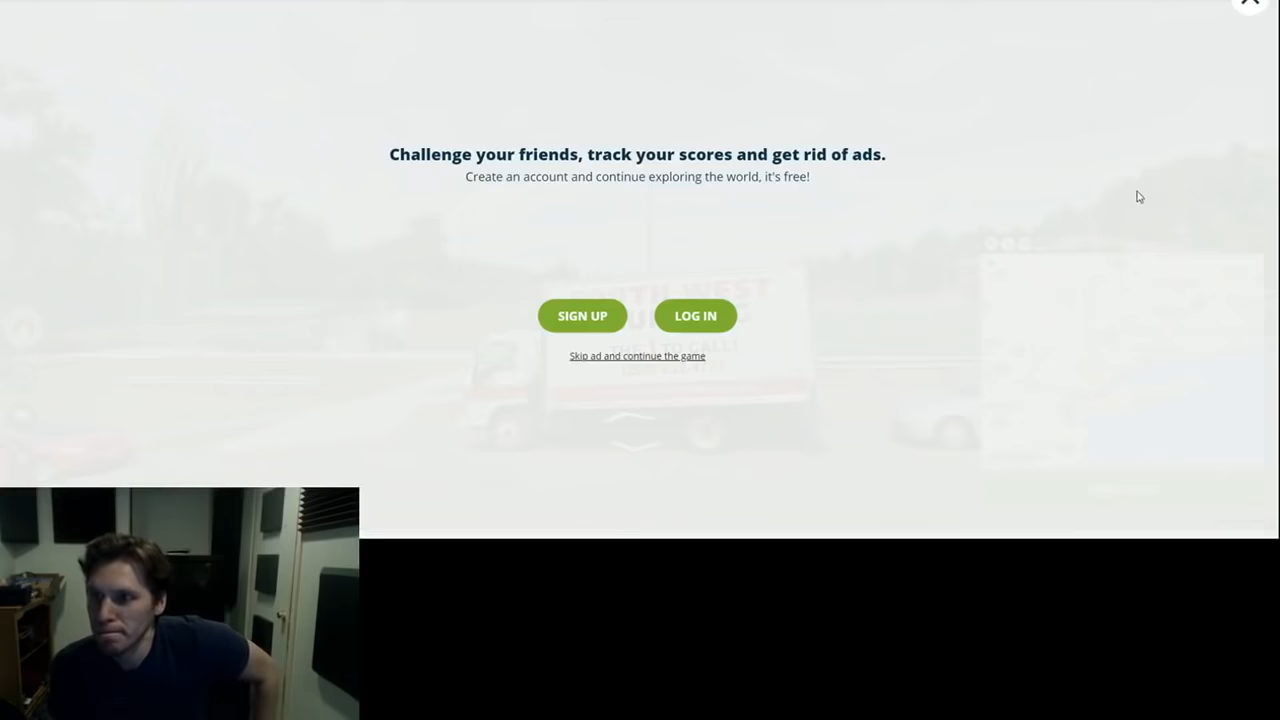 Challenge your friends, track your scores and get rid of ads.
Create an account and continue exploring the world, it's free!
SIGN UP
LOG IN
Skip ad and continue the game